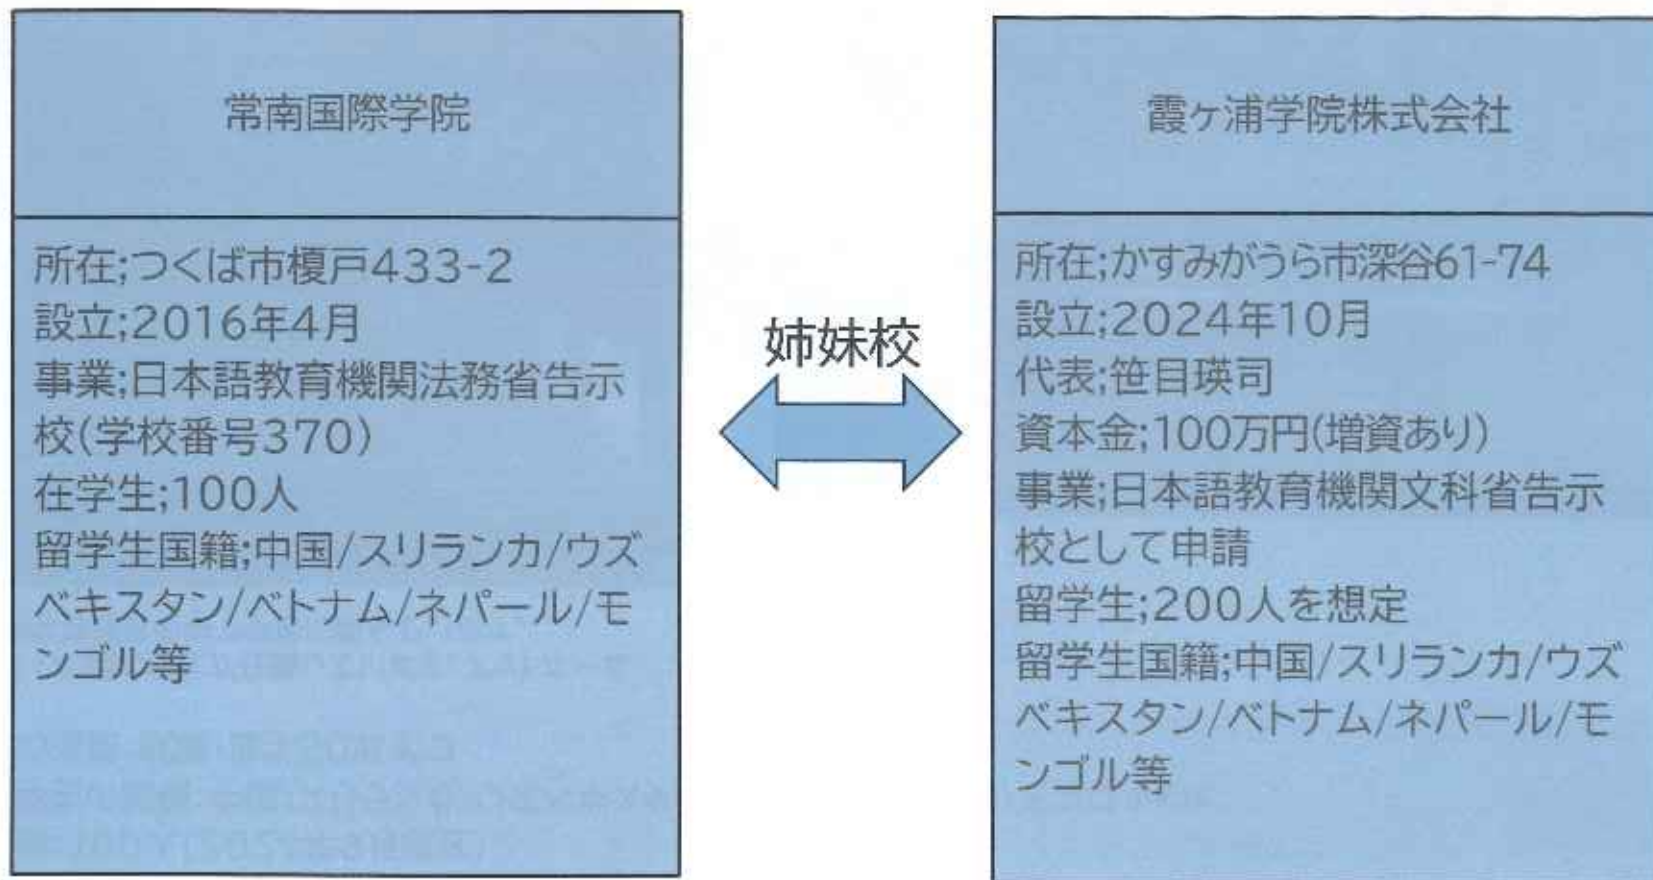 常南国際学院
所在;つくば市榎戸433-2
設立;2016年4月
事業;日本語教育機関法務省告示
校(学校番号370)
在学生;100人
留学生国籍;中国/スリランカ/ウズ
ベキスタン/ベトナム/ネパール/モ
ンゴル等
姉妹校
霞ヶ浦学院株式会社
所在;かすみがうら市深谷61-74
設立;2024年10月
代表;笹目瑛司
資本金;100万円(増資あり)
事業;日本語教育機関文科省告示
校として申請
留学生;200人を想定
留学生国籍;中国/スリランカ/ウズ
ベキスタン/ベトナム/ネパール/モ
ンゴル等